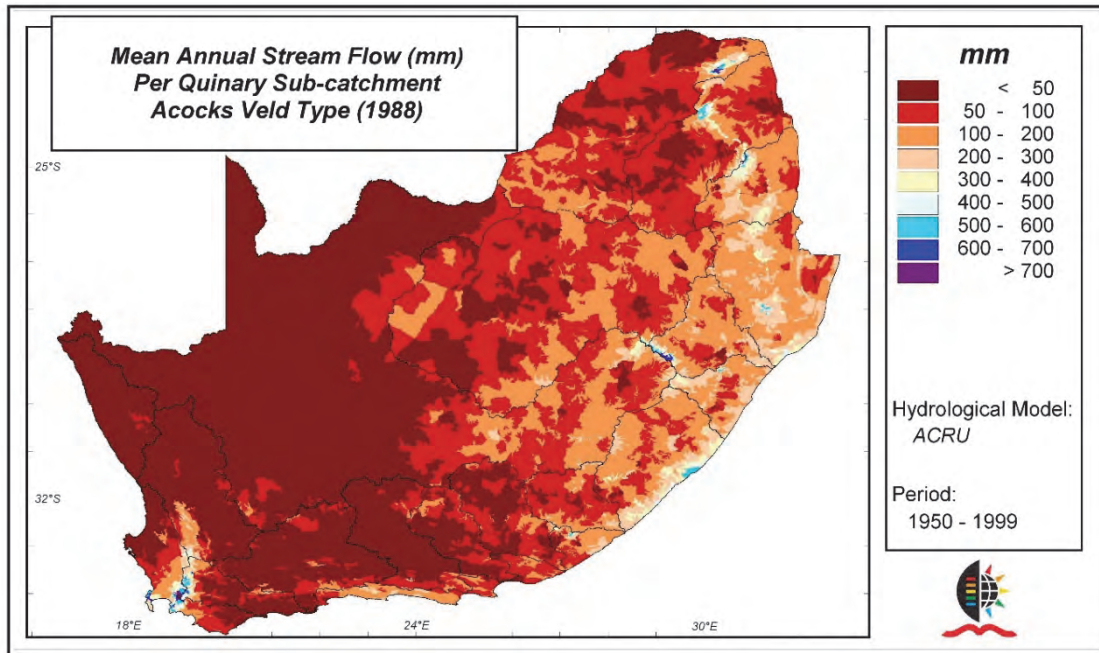 Mean Annual Stream Flow (mm)
Per Quinary Sub-catchment
Acocks Veld Type (1988)
25°S
32°S
18°E
24°E
30°E
mm
< 50
50 - 100
100 - 200
200 - 300
300 - 400
400 - 500
500 - 600
600 - 700
> 700
Hydrological Model:
ACRU
Period:
1950 - 1999